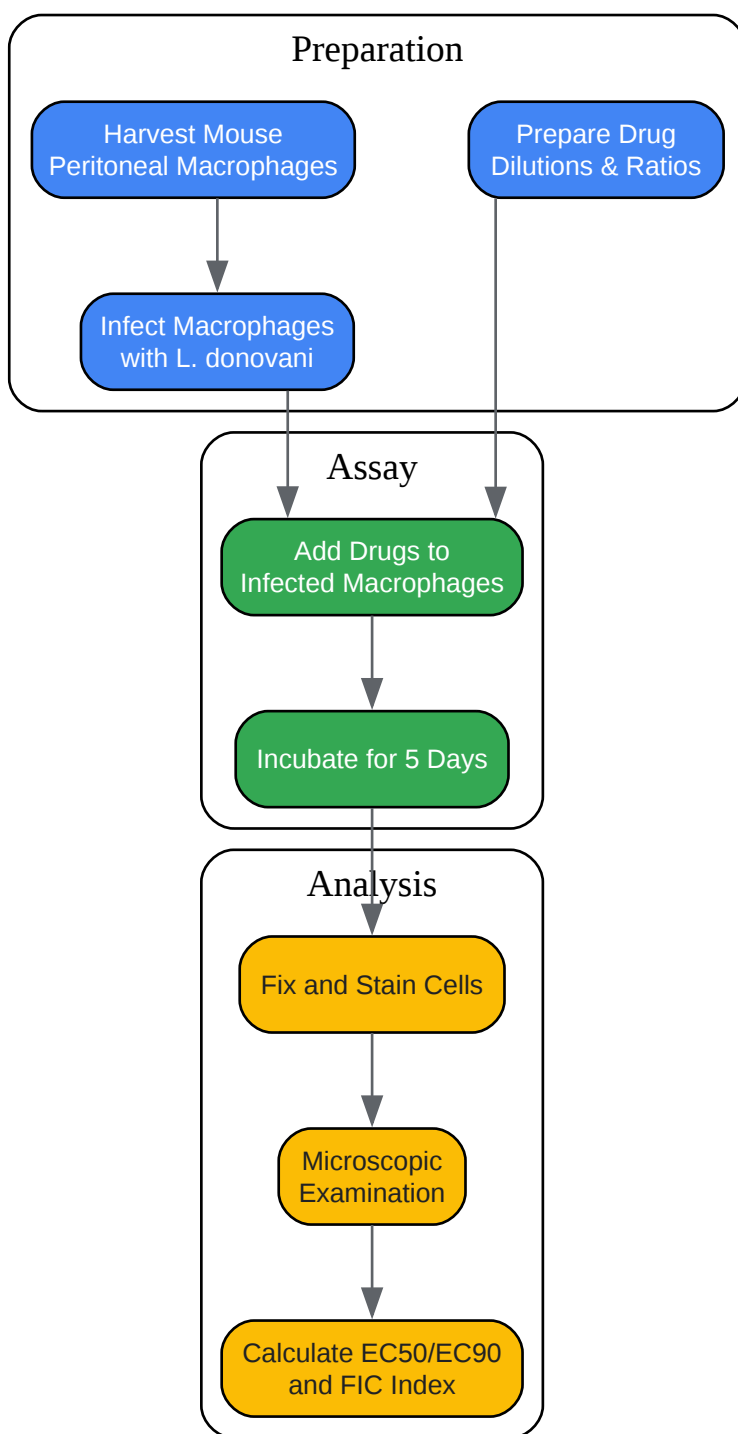 Preparation
Harvest Mouse
Peritoneal Macrophages
Prepare Drug
Dilutions & Ratios
Infect Macrophages
with L. donovani
Assay
Add Drugs to
Infected Macrophages
Incubate for 5 Days
Analysis
Fix and Stain Cells
Microscopic
Examination
Calculate EC50/EC90
and FIC Index